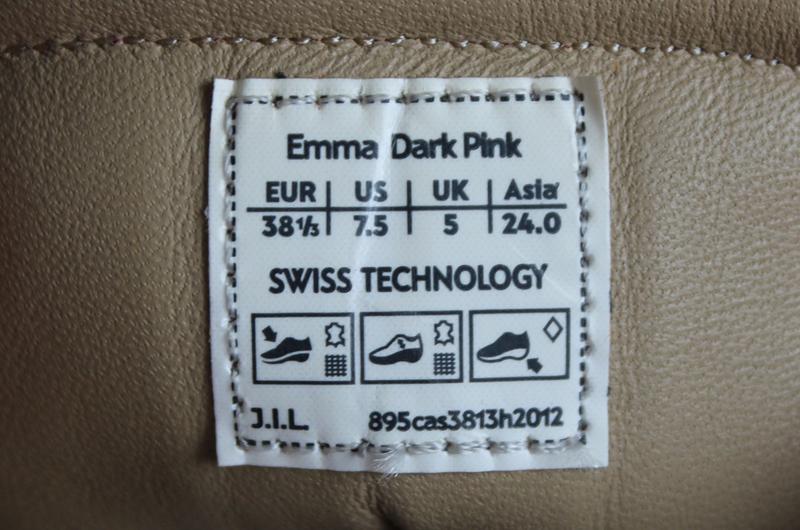 Emma Dark Pink
EUR | US | UK | Asia
38⅓ | 7.5 | 5 | 24.0
SWISS TECHNOLOGY
J.I.L. 895cas3813h2012